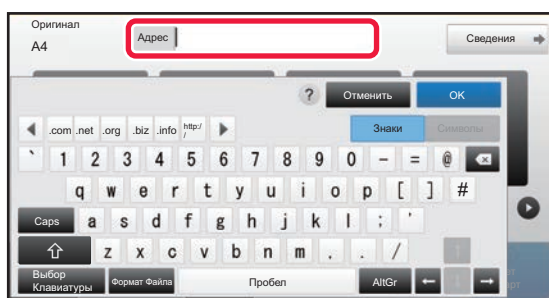 Оригинал
A4
Адрес
Сведения
? Отменить OK
.com .net .org .biz .info http:/
/
Знаки Символы
` 1 2 3 4 5 6 7 8 9 0 - = @
q w e r t y u i o p [ ] #
Caps a s d f g h j k l ; '
z x c v b n m , . /
Выбор
Клавиатуры
Формат Файла Пробел AltGr